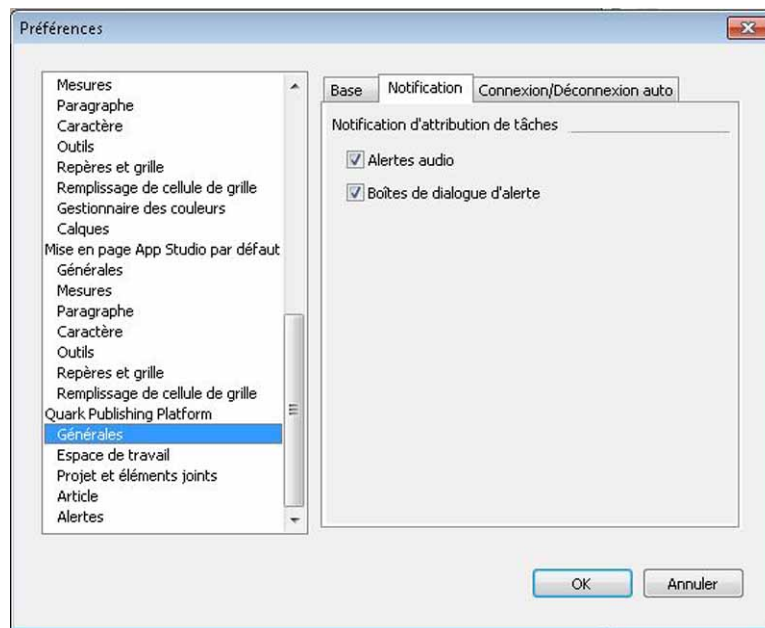 Préférences
Mesures
Paragraphe
Caractère
Outils
Repères et grille
Remplissage de cellule de grille
Gestionnaire des couleurs
Calques
Mise en page App Studio par défaut
Générales
Mesures
Paragraphe
Caractère
Outils
Repères et grille
Remplissage de cellule de grille
Quark Publishing Platform
Générales
Espace de travail
Projet et éléments joints
Article
Alertes
Base
Notification
Connexion/Déconnexion auto
Notification d'attribution de tâches
Alertes audio
Boîtes de dialogue d'alerte
OK
Annuler